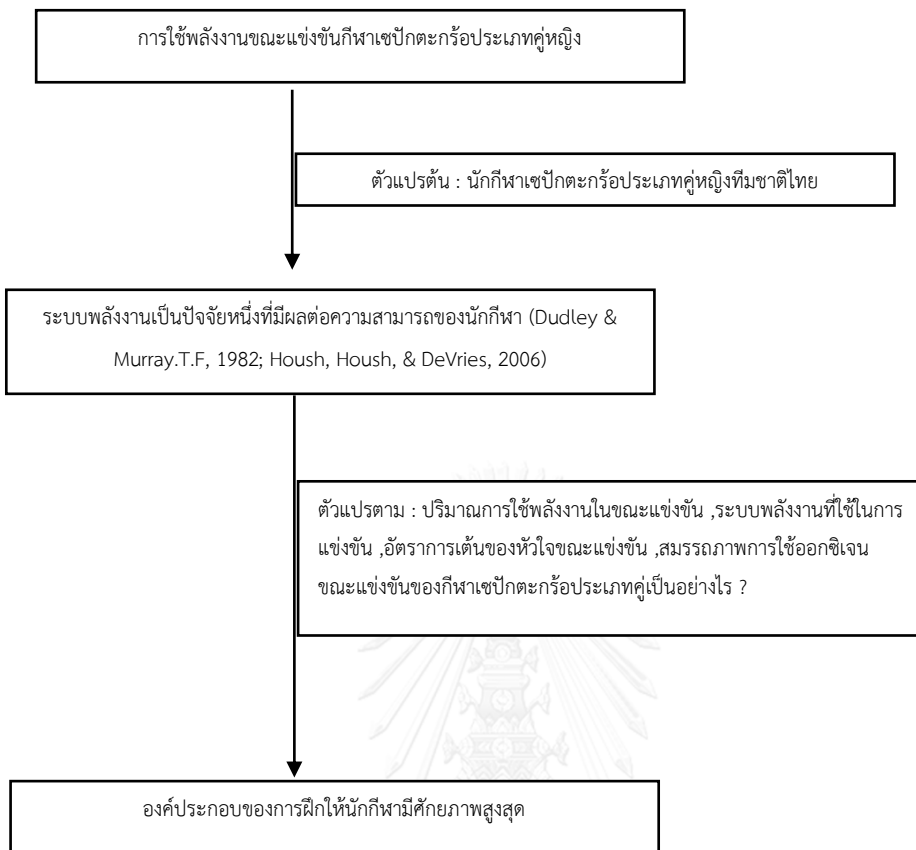 การใช้พลังงานขณะแข่งขันกีฬาเซปักตะกร้อประเภทคู่หญิง
ตัวแปรต้น : นักกีฬาเซปักตะกร้อประเภทคู่หญิงทีมชาติไทย
ระบบพลังงานเป็นปัจจัยหนึ่งที่มีผลต่อความสามารถของนักกีฬา (Dudley &
Murray.T.F, 1982; Housh, Housh, & DeVries, 2006)
ตัวแปรตาม : ปริมาณการใช้พลังงานในขณะแข่งขัน ,ระบบพลังงานที่ใช้ในการ
แข่งขัน ,อัตราการเต้นของหัวใจขณะแข่งขัน ,สมรรถภาพการใช้ออกซิเจน
ขณะแข่งขันของกีฬาเซปักตะกร้อประเภทคู่เป็นอย่างไร ?
องค์ประกอบของการฝึกให้นักกีฬามีศักยภาพสูงสุด